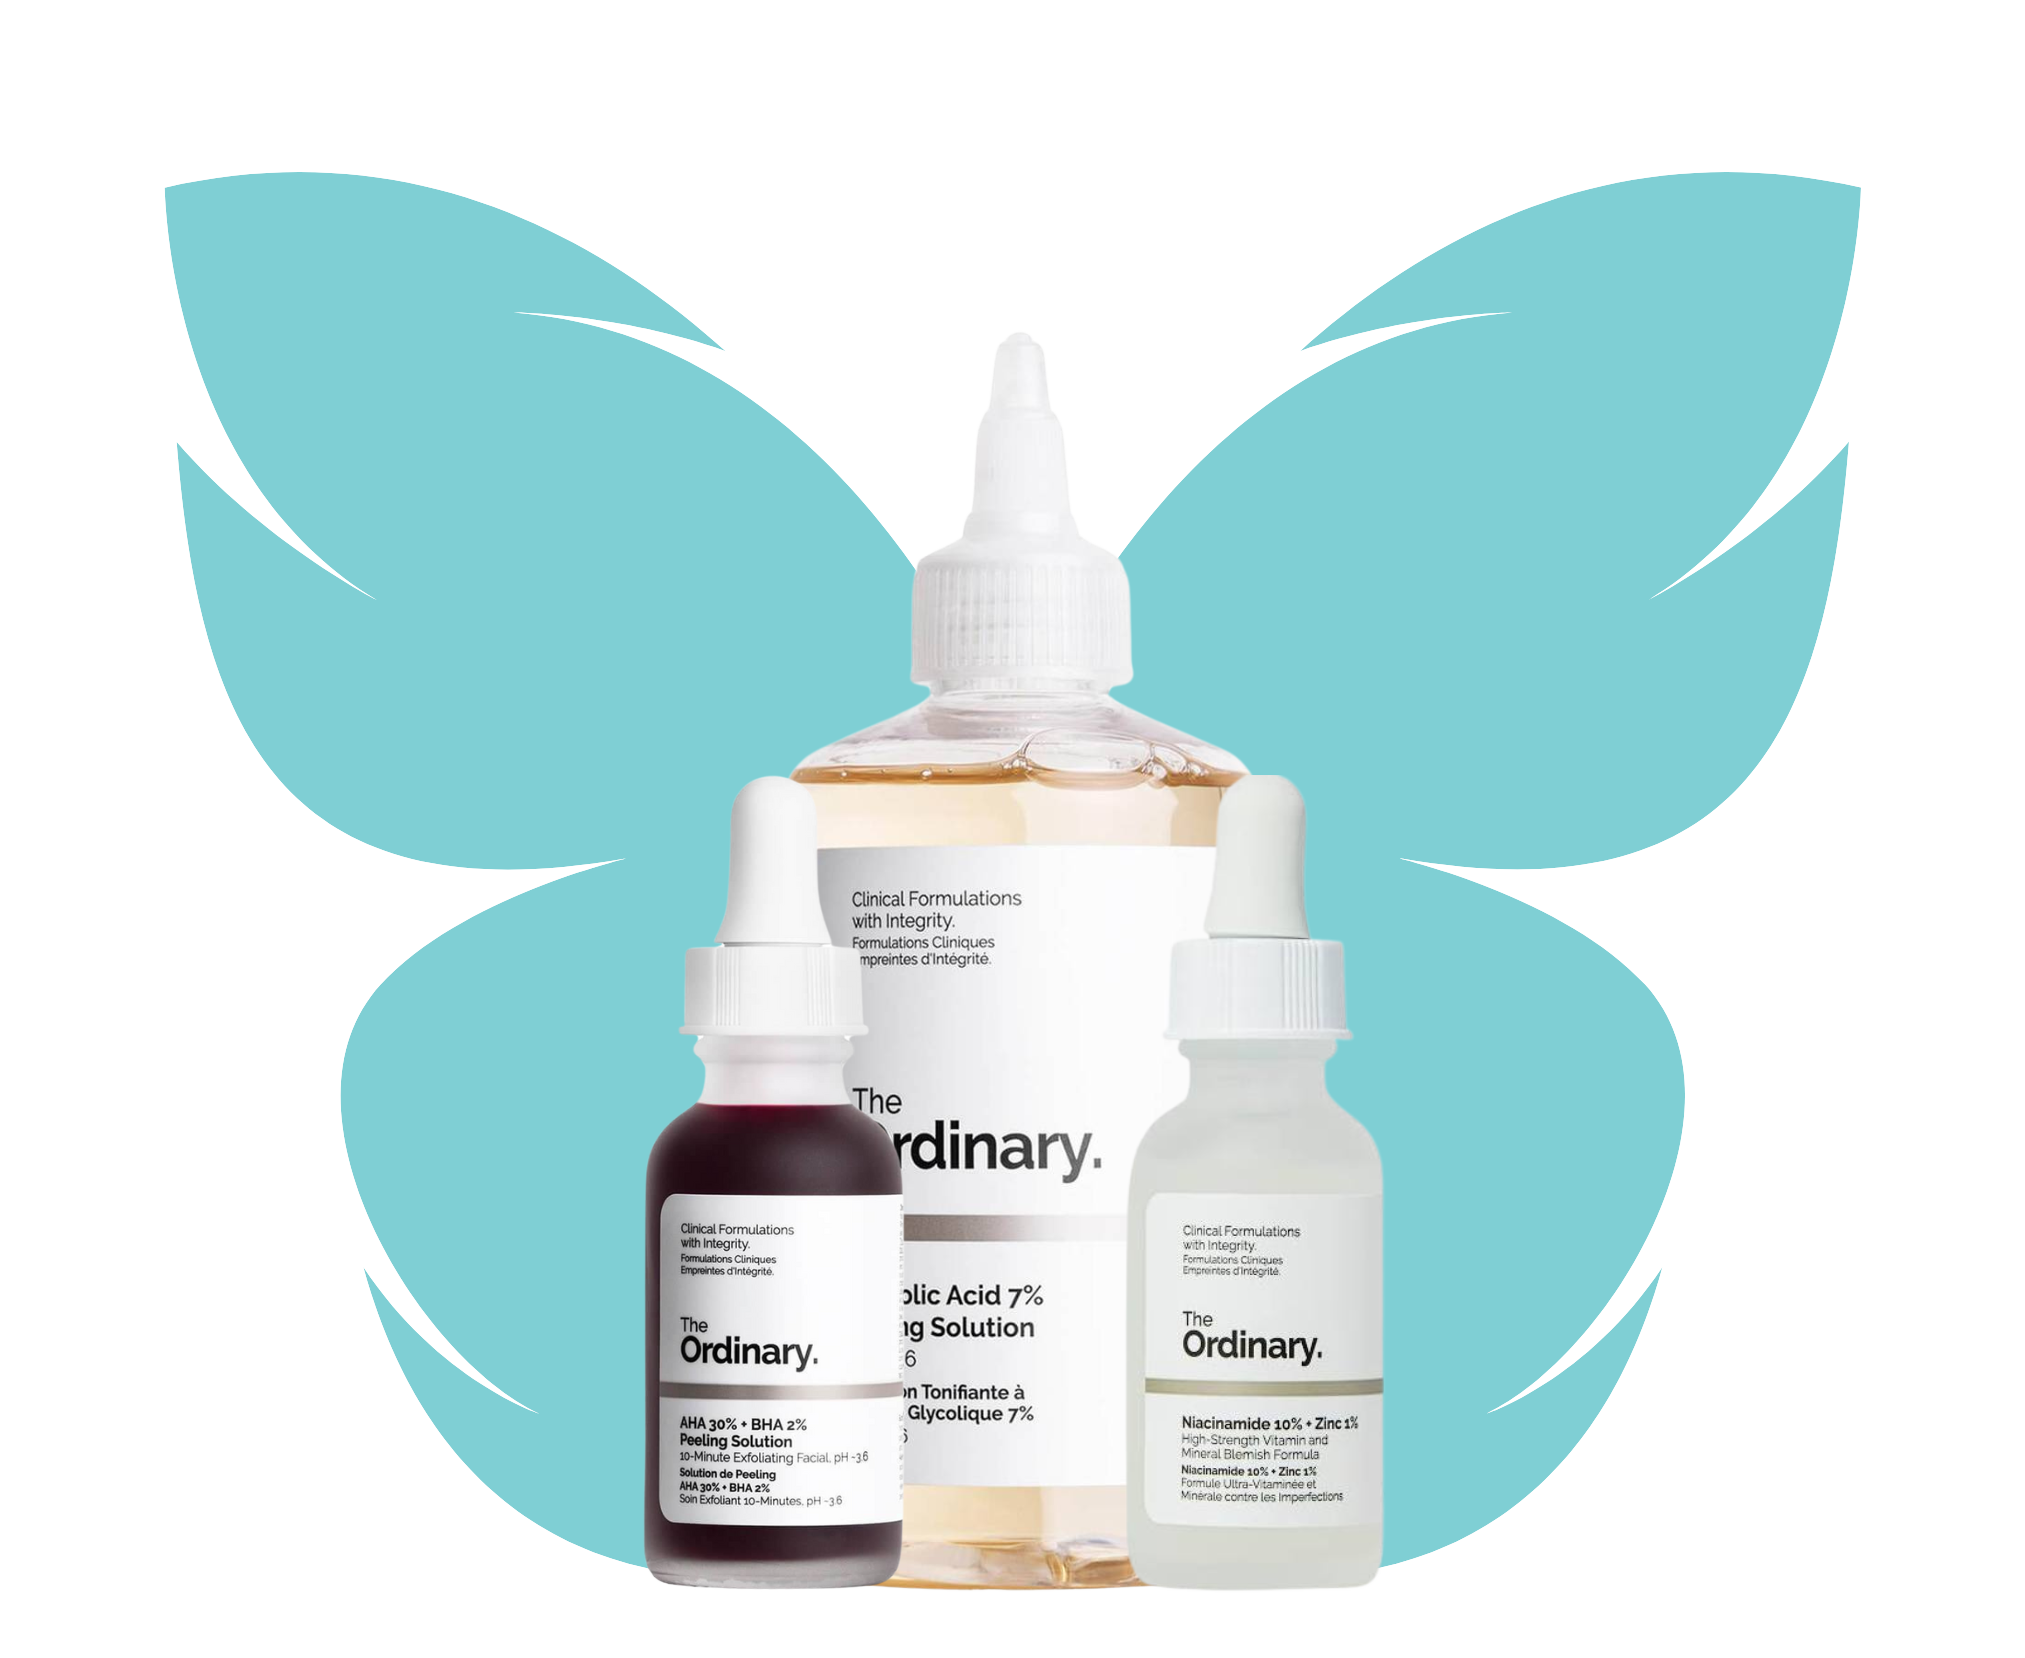 Clinical Formulations
with Integrity.
Formulations Cliniques
mpreintes d'Intégrité.
The
rdinary.
olic Acid 7%
ng Solution
6
on Tonifiante à
Glycolique 7%
6
Clinical Formulations
with Integrity.
Formulations Cliniques
Empreintes d'Intégrité.
The
Ordinary.
AHA 30% + BHA 2%
Peeling Solution
10-Minute Exfoliating Facial, pH ~3.6
Solution de Peeling
AHA 30% + BHA 2%
Soin Exfoliant 10-Minutes, pH ~3.6
Clinical Formulations
with Integrity.
Formulations Cliniques
Empreintes d'Intégrité.
The
Ordinary.
Niacinamide 10% + Zinc 1%
High-Strength Vitamin and
Mineral Blemish Formula
Niacinamide 10% + Zinc 1%
Formule Ultra-Vitaminée et
Minérale contre les Imperfections